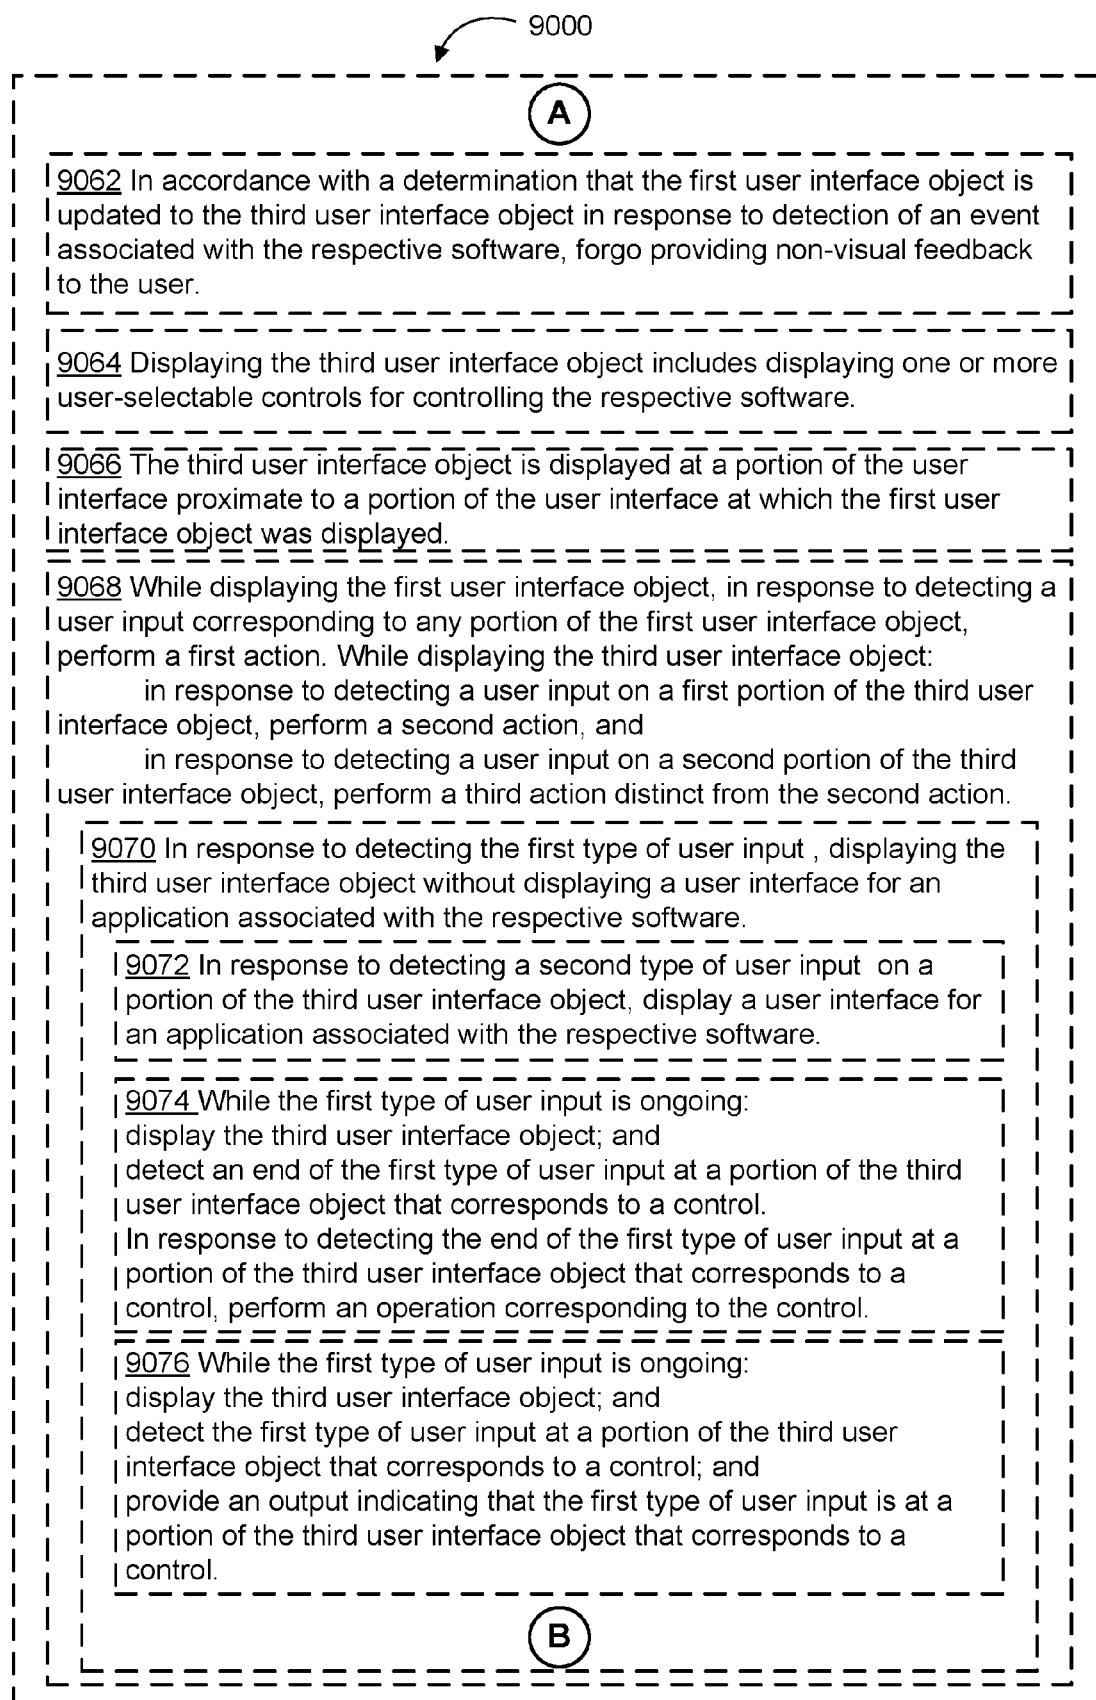 9000
A
9062 In accordance with a determination that the first user interface object is
updated to the third user interface object in response to detection of an event
associated with the respective software, forgo providing non-visual feedback
to the user.
9064 Displaying the third user interface object includes displaying one or more
user-selectable controls for controlling the respective software.
9066 The third user interface object is displayed at a portion of the user
interface proximate to a portion of the user interface at which the first user
interface object was displayed.
9068 While displaying the first user interface object, in response to detecting a
user input corresponding to any portion of the first user interface object,
perform a first action. While displaying the third user interface object:
in response to detecting a user input on a first portion of the third user
interface object, perform a second action, and
in response to detecting a user input on a second portion of the third
user interface object, perform a third action distinct from the second action.
9070 In response to detecting the first type of user input , displaying the
third user interface object without displaying a user interface for an
application associated with the respective software.
9072 In response to detecting a second type of user input on a
portion of the third user interface object, display a user interface for
an application associated with the respective software.
9074 While the first type of user input is ongoing:
display the third user interface object; and
detect an end of the first type of user input at a portion of the third
user interface object that corresponds to a control.
In response to detecting the end of the first type of user input at a
portion of the third user interface object that corresponds to a
control, perform an operation corresponding to the control.
9076 While the first type of user input is ongoing:
display the third user interface object; and
detect the first type of user input at a portion of the third user
interface object that corresponds to a control; and
provide an output indicating that the first type of user input is at a
portion of the third user interface object that corresponds to a
control.
B